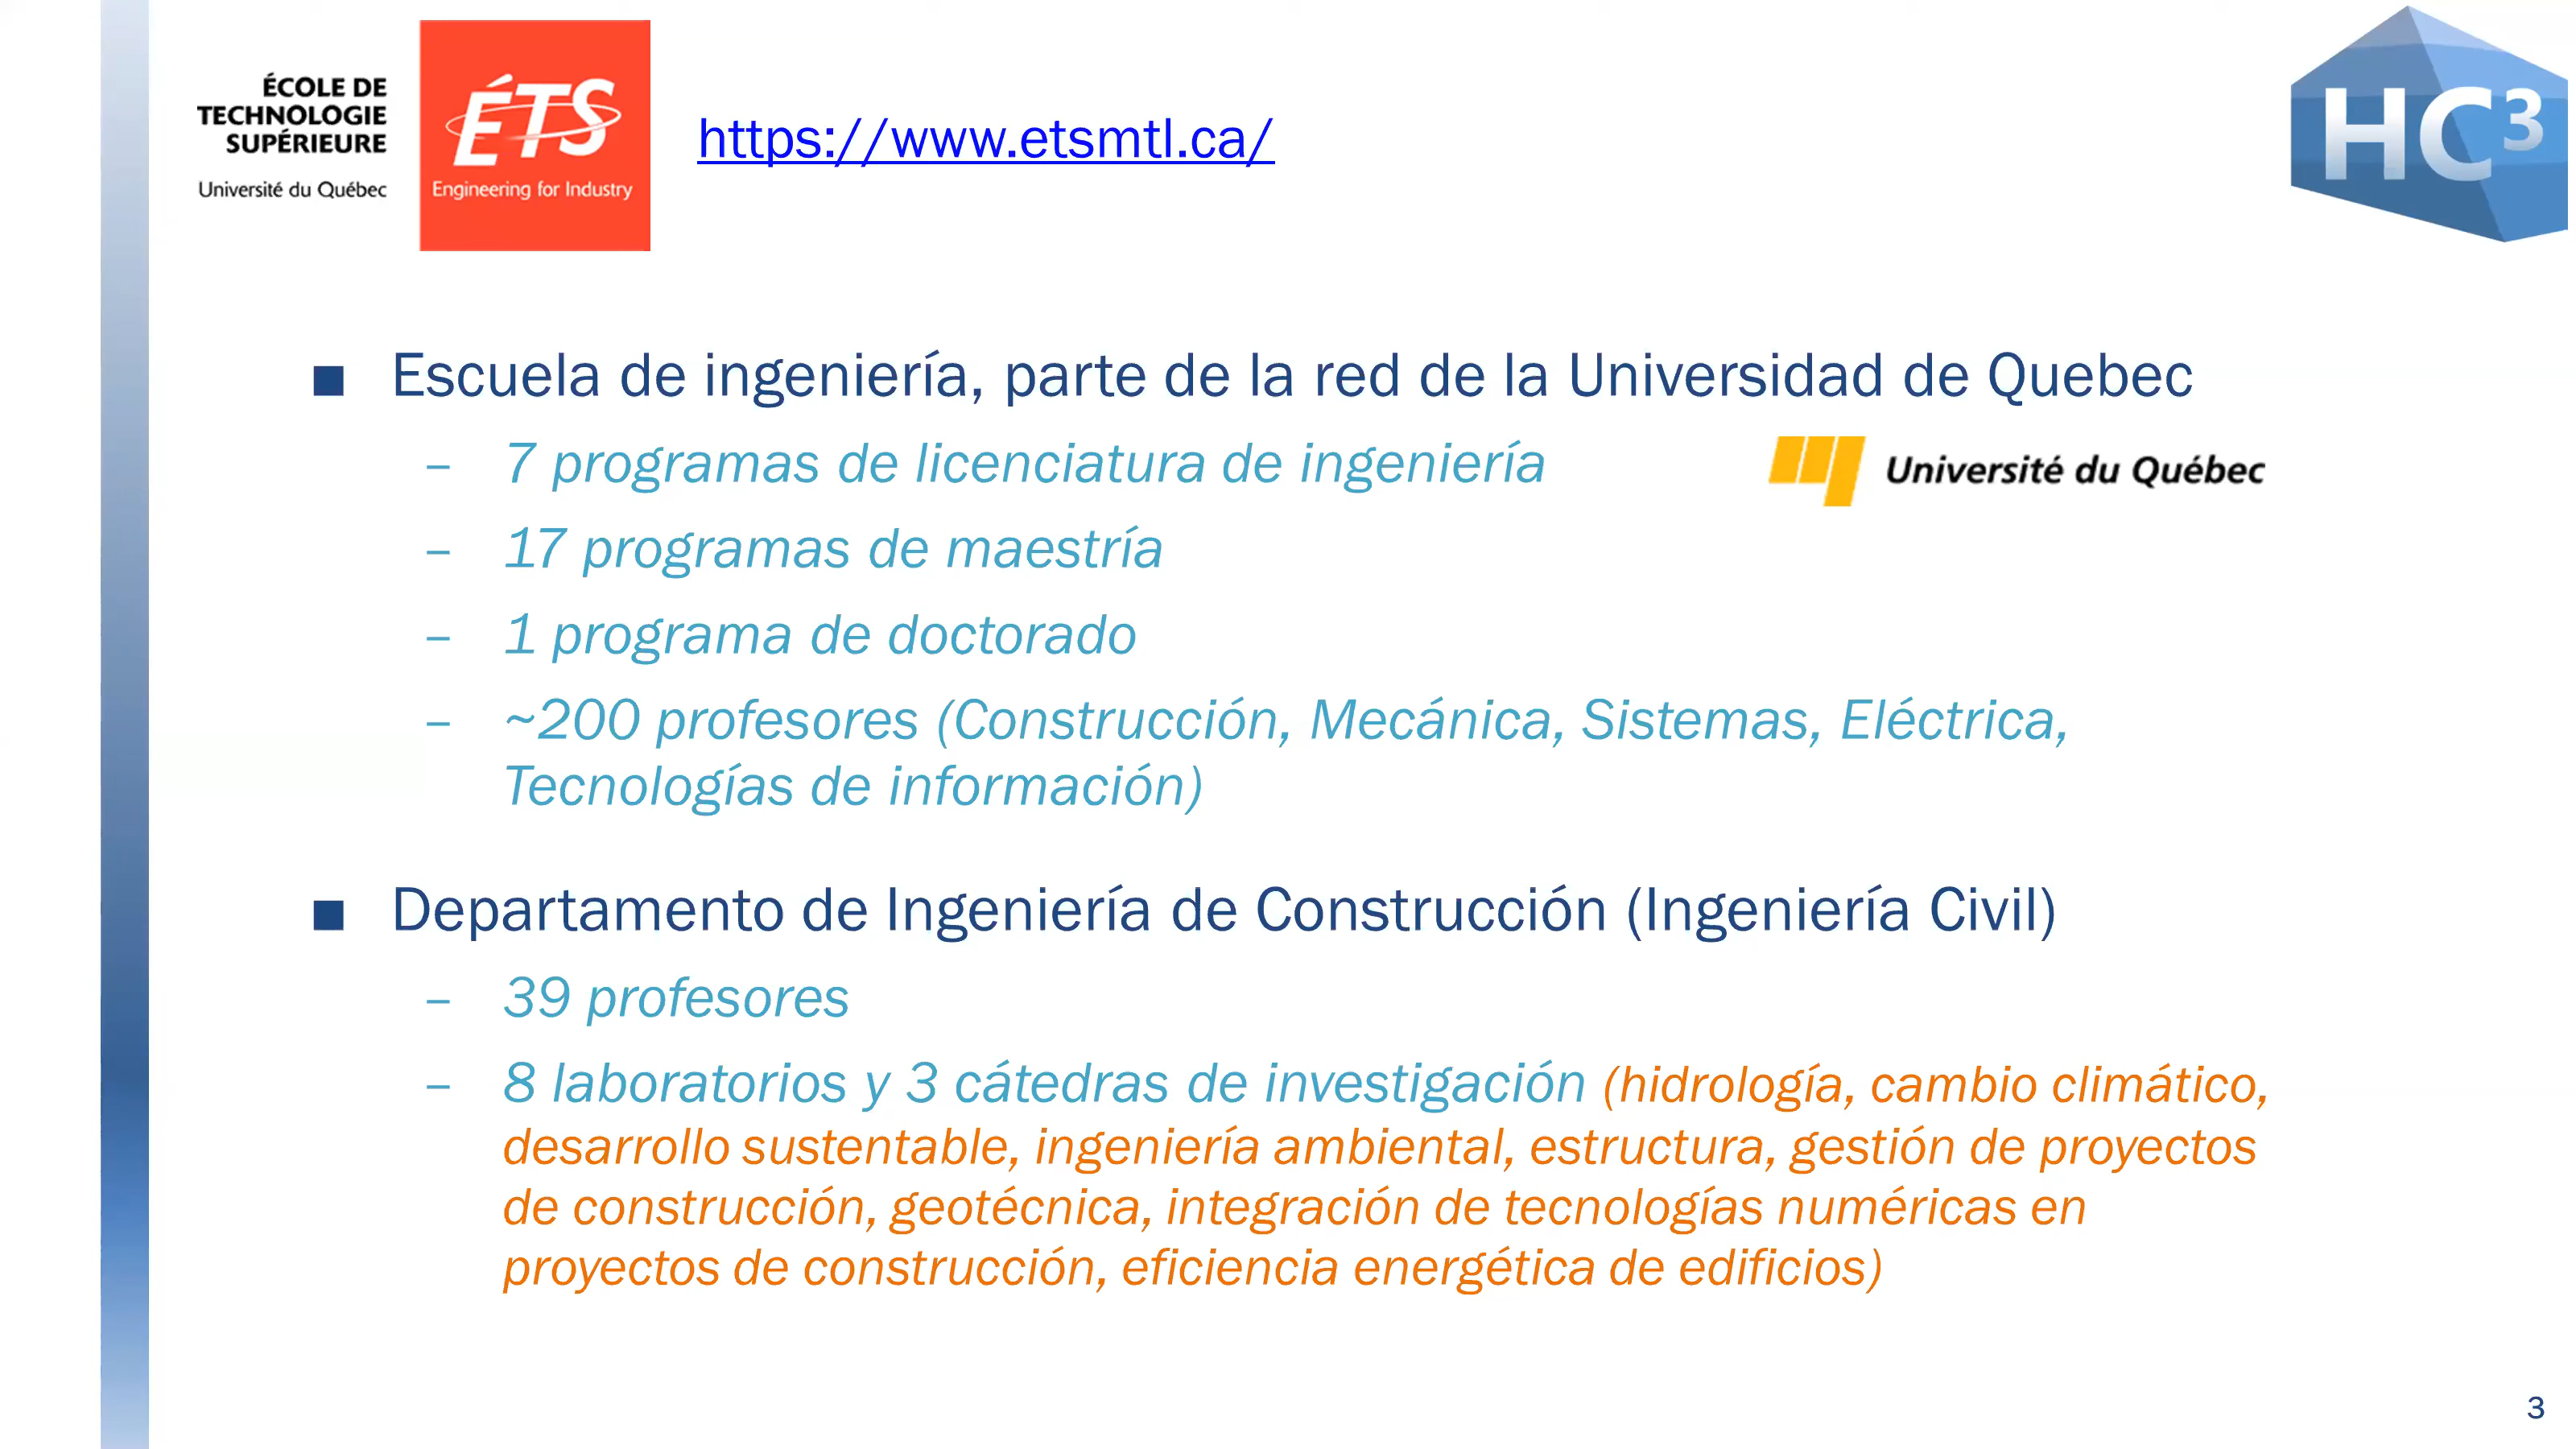 ÉCOLE DE
TECHNOLOGIE
SUPÉRIEURE
Université du Québec
ÉTS
Engineering for Industry
https://www.etsmtl.ca/
HC³
■ Escuela de ingeniería, parte de la red de la Universidad de Quebec
– 7 programas de licenciatura de ingeniería
Université du Québec
– 17 programas de maestría
– 1 programa de doctorado
– ~200 profesores (Construcción, Mecánica, Sistemas, Eléctrica,
Tecnologías de información)
■ Departamento de Ingeniería de Construcción (Ingeniería Civil)
– 39 profesores
– 8 laboratorios y 3 cátedras de investigación (hidrología, cambio climático,
desarrollo sustentable, ingeniería ambiental, estructura, gestión de proyectos
de construcción, geotécnica, integración de tecnologías numéricas en
proyectos de construcción, eficiencia energética de edificios)
3